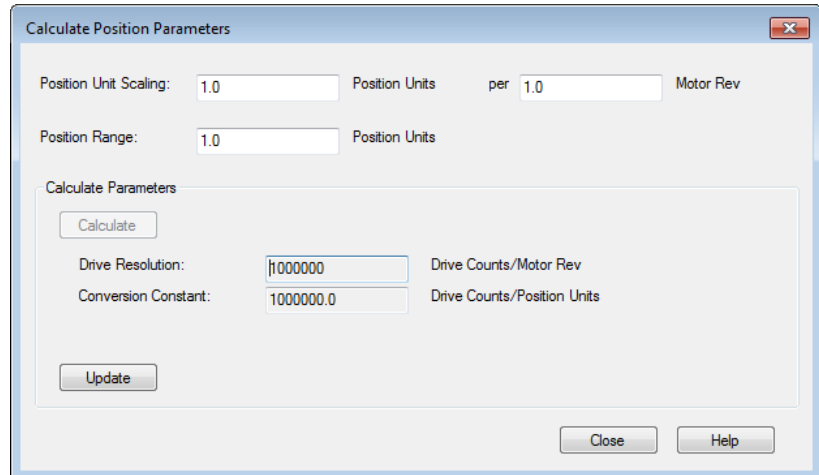 Calculate Position Parameters
Position Unit Scaling: 1.0 Position Units per 1.0 Motor Rev
Position Range: 1.0 Position Units
Calculate Parameters
Calculate
Drive Resolution: 1000000 Drive Counts/Motor Rev
Conversion Constant: 1000000.0 Drive Counts/Position Units
Update
Close Help